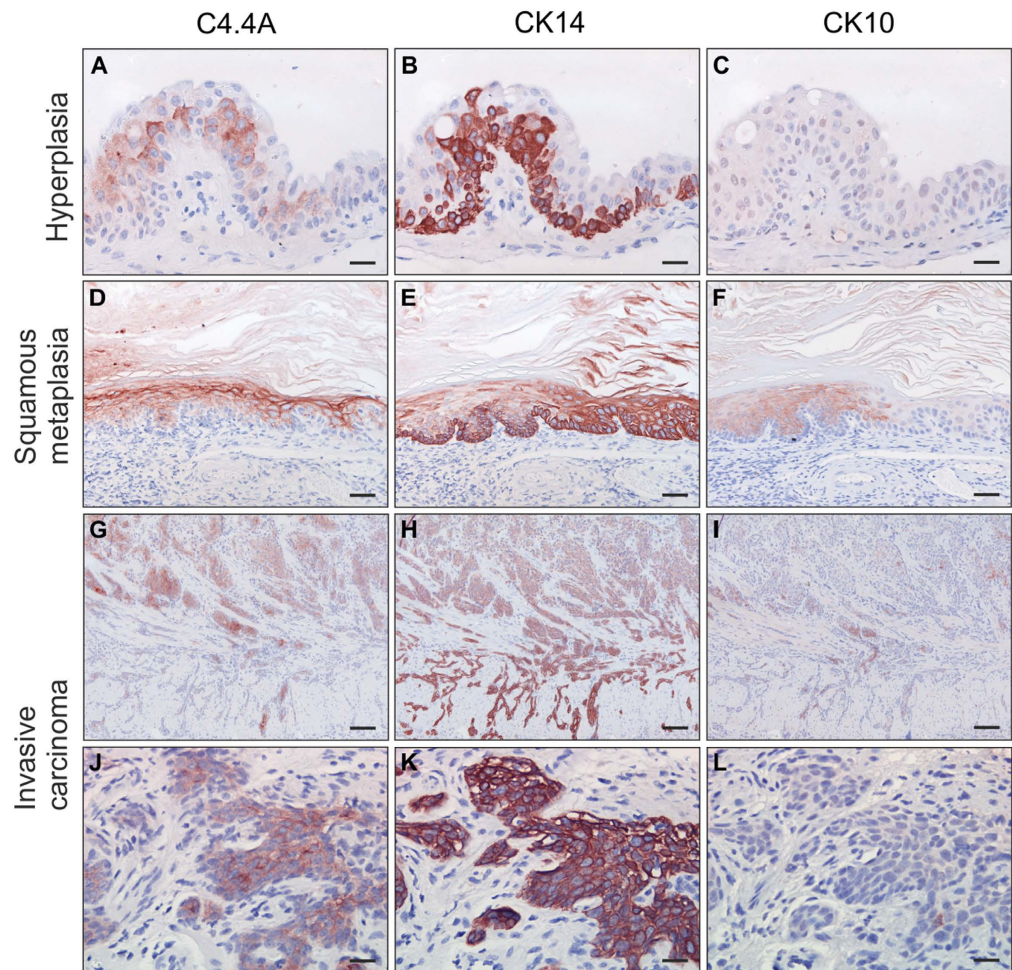 C4.4A CK14 CK10
Hyperplasia
A B C
Squamous
metaplasia
D E F
Invasive
carcinoma
G H I
J K L